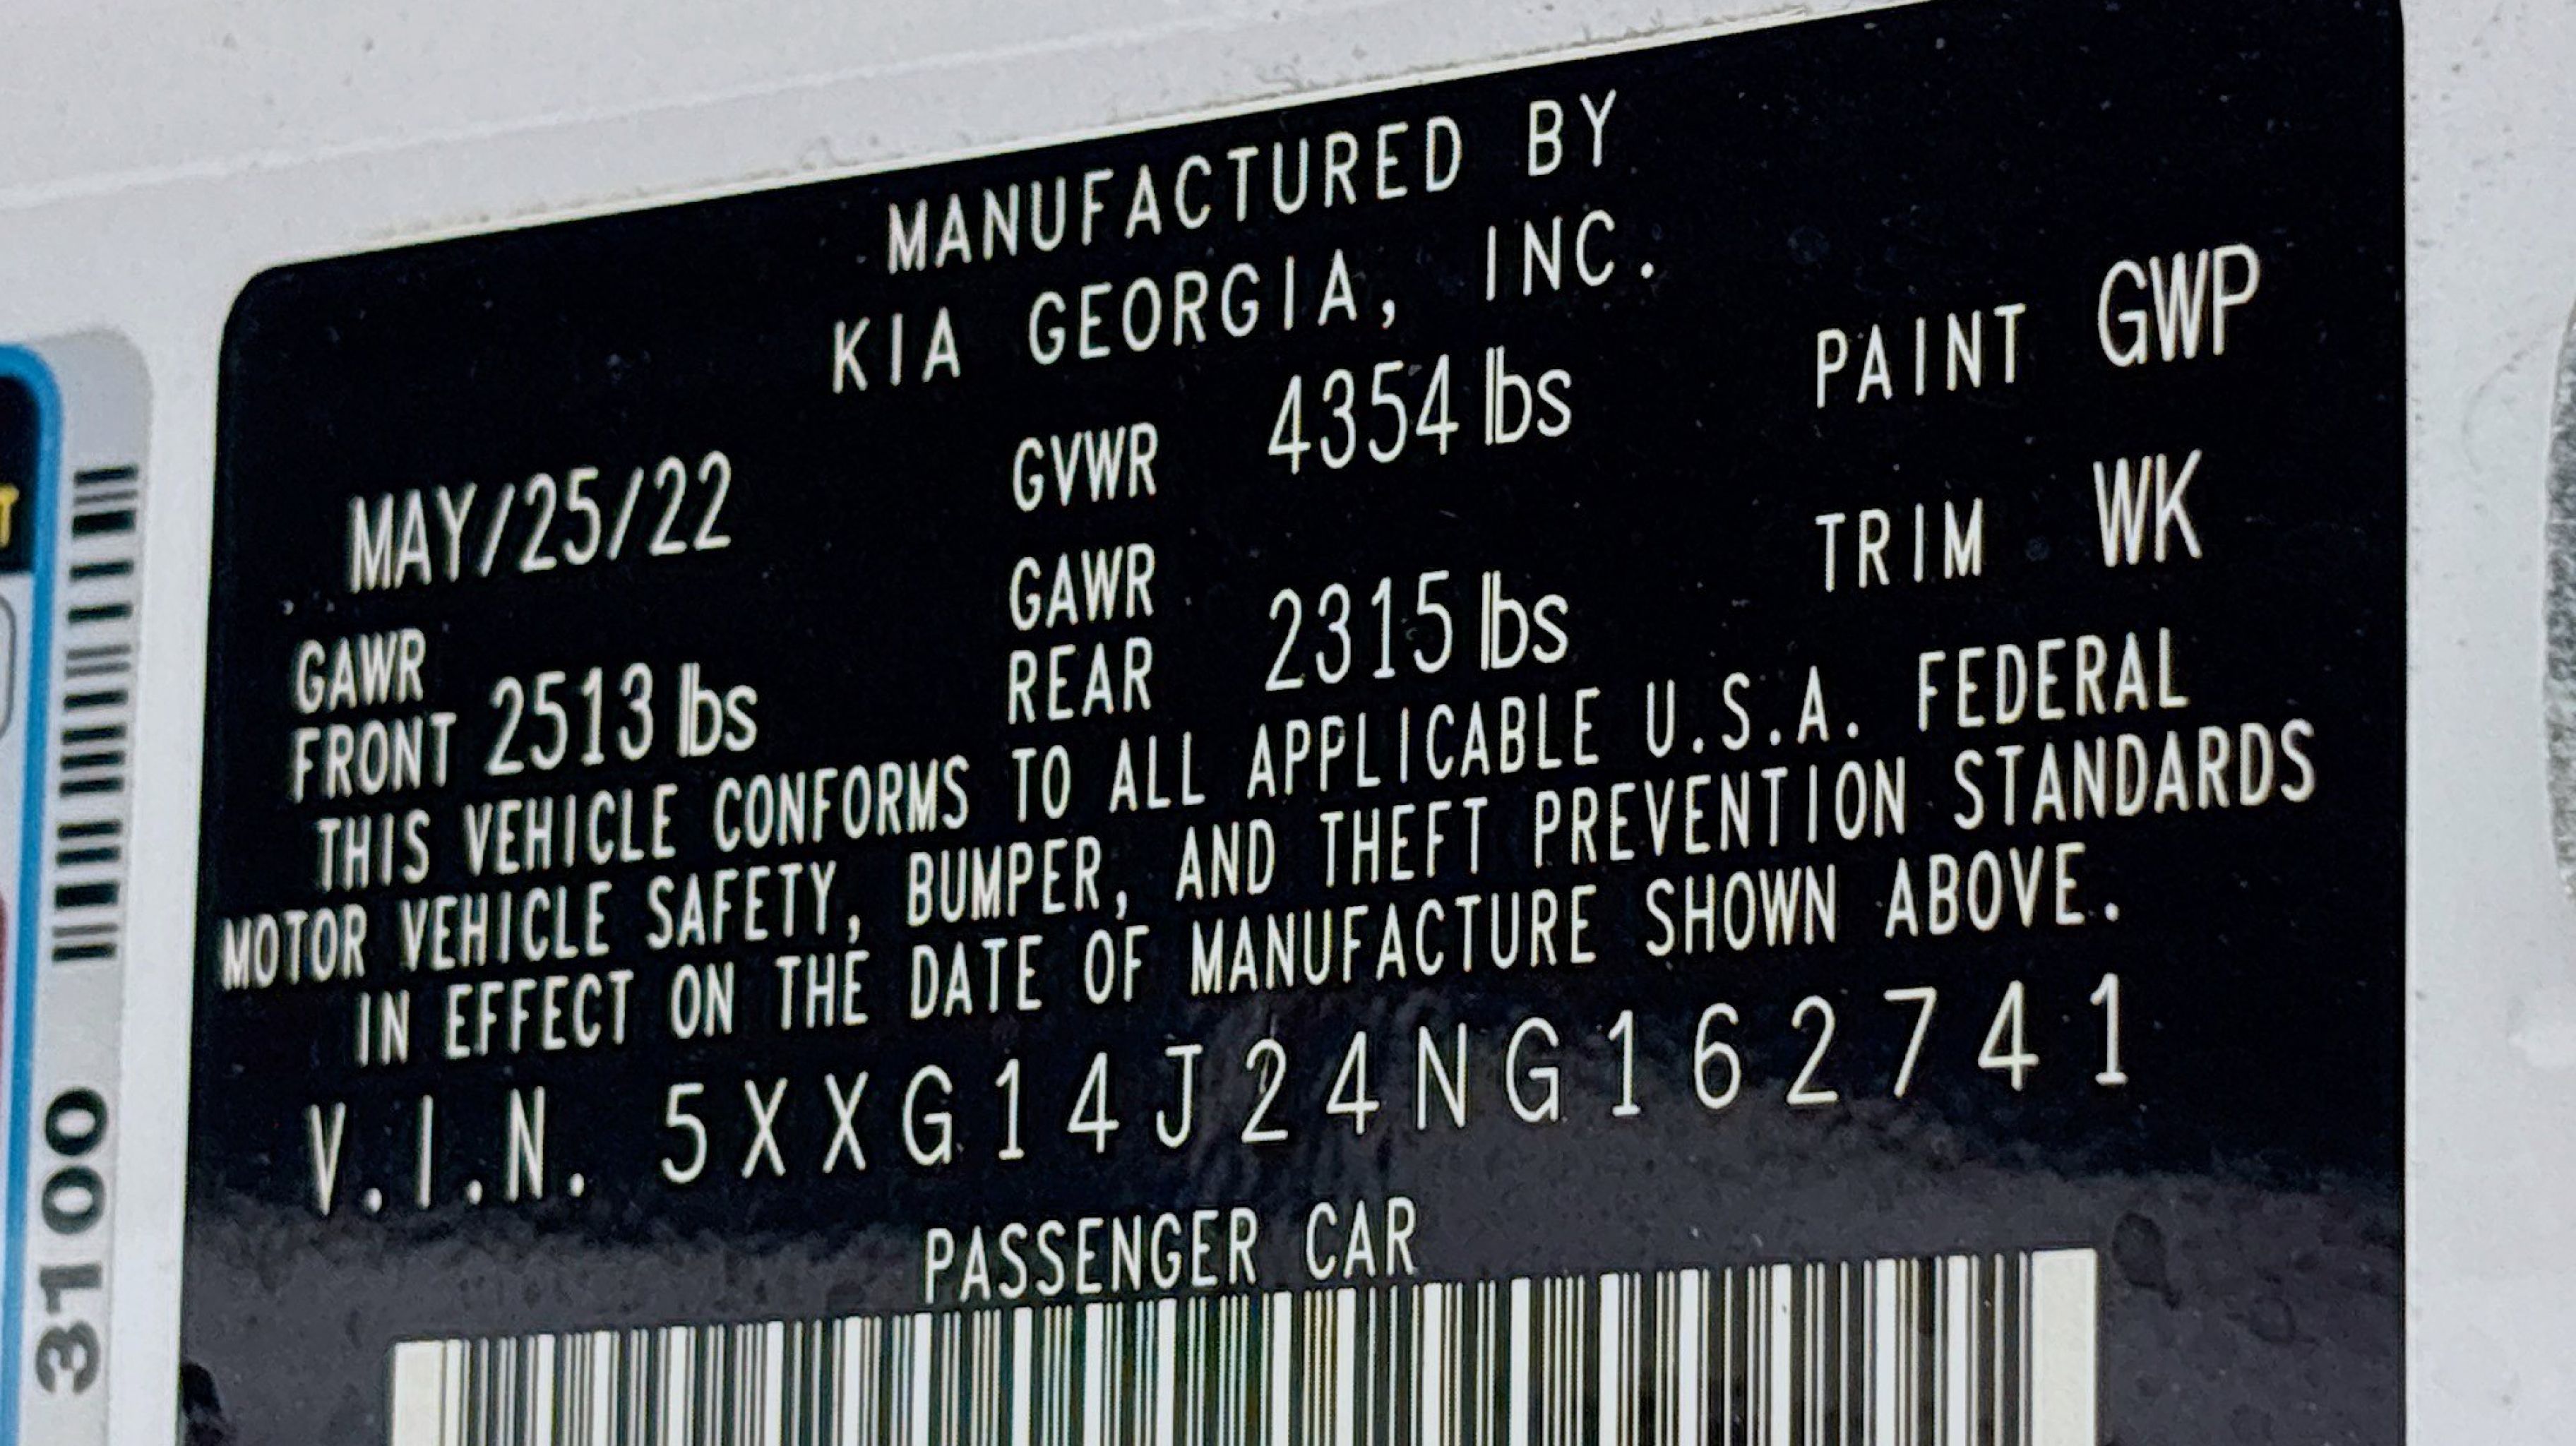 MANUFACTURED BY
KIA GEORGIA, INC.
MAY/25/22 GVWR 4354 lbs PAINT GWP
GAWR FRONT 2513 lbs GAWR REAR 2315 lbs TRIM WK
THIS VEHICLE CONFORMS TO ALL APPLICABLE U.S.A. FEDERAL
MOTOR VEHICLE SAFETY, BUMPER, AND THEFT PREVENTION STANDARDS
IN EFFECT ON THE DATE OF MANUFACTURE SHOWN ABOVE.
V.I.N. 5XXG14J24NG162741
PASSENGER CAR
3100
T